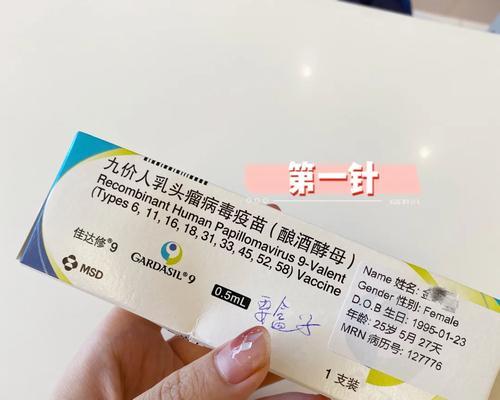 第一针
九价人乳头瘤病毒疫苗（酿酒酵母）
Recombinant Human Papillomavirus 9-Valent
(Types 6, 11, 16, 18, 31, 33, 45, 52, 58) Vaccine
佳达修®9
GARDASIL®9
MSD
0.5mL
Name 姓名:
Gender 性别: Female
D.O.B 生日: 1995-01-23
年龄: 25岁 5月 27天
MRN 病历号: 127776
1 支装